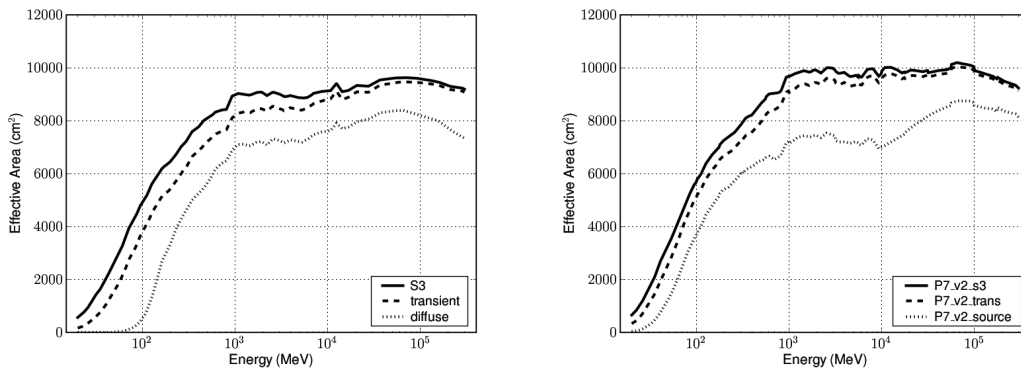 12000
10000
8000
6000
4000
2000
0
Effective Area (cm²)
10²
10³
10⁴
10⁵
Energy (MeV)
S3
transient
diffuse
12000
10000
8000
6000
4000
2000
0
Effective Area (cm²)
10²
10³
10⁴
10⁵
Energy (MeV)
P7_v2_s3
P7_v2_trans
P7_v2_source